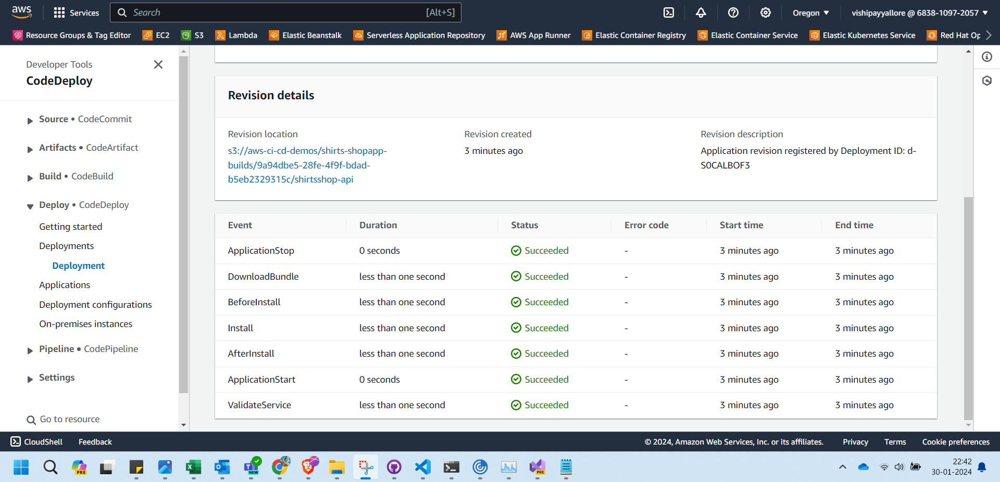 aws
Services
Search
[Alt+S]
Oregon
vishipayyallore @ 6838-1097-2057
Resource Groups & Tag Editor
EC2
S3
Lambda
Elastic Beanstalk
Serverless Application Repository
AWS App Runner
Elastic Container Registry
Elastic Container Service
Elastic Kubernetes Service
Red Hat Op
Developer Tools
CodeDeploy
Source • CodeCommit
Artifacts • CodeArtifact
Build • CodeBuild
Deploy • CodeDeploy
Getting started
Deployments
Deployment
Applications
Deployment configurations
On-premises instances
Pipeline • CodePipeline
Settings
Go to resource
Revision details
Revision location
s3://aws-ci-cd-demos/shirts-shopapp-
builds/9a94dbe5-28fe-4f9f-bdad-
b5eb2329315c/shirtsshop-api
Revision created
3 minutes ago
Revision description
Application revision registered by Deployment ID: d-
S0CALBOF3
Event Duration Status Error code Start time End time
ApplicationStop 0 seconds Succeeded - 3 minutes ago 3 minutes ago
DownloadBundle less than one second Succeeded - 3 minutes ago 3 minutes ago
BeforeInstall less than one second Succeeded - 3 minutes ago 3 minutes ago
Install less than one second Succeeded - 3 minutes ago 3 minutes ago
AfterInstall less than one second Succeeded - 3 minutes ago 3 minutes ago
ApplicationStart 0 seconds Succeeded - 3 minutes ago 3 minutes ago
ValidateService less than one second Succeeded - 3 minutes ago 3 minutes ago
CloudShell
Feedback
© 2024, Amazon Web Services, Inc. or its affiliates.
Privacy
Terms
Cookie preferences
PRE
NEW
PRE
22:42
30-01-2024